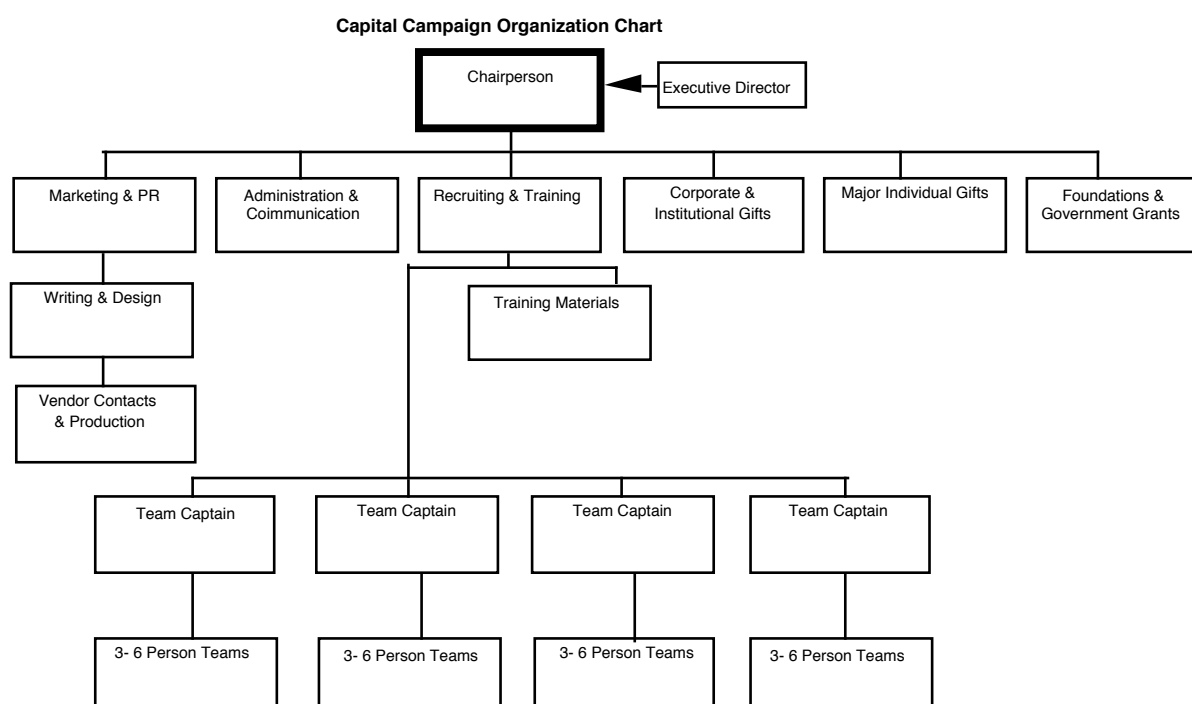 Capital Campaign Organization Chart
Chairperson
Executive Director
Marketing & PR
Administration &
Coimmunication
Recruiting & Training
Corporate &
Institutional Gifts
Major Individual Gifts
Foundations &
Government Grants
Writing & Design
Training Materials
Vendor Contacts
& Production
Team Captain
Team Captain
Team Captain
Team Captain
3- 6 Person Teams
3- 6 Person Teams
3- 6 Person Teams
3- 6 Person Teams